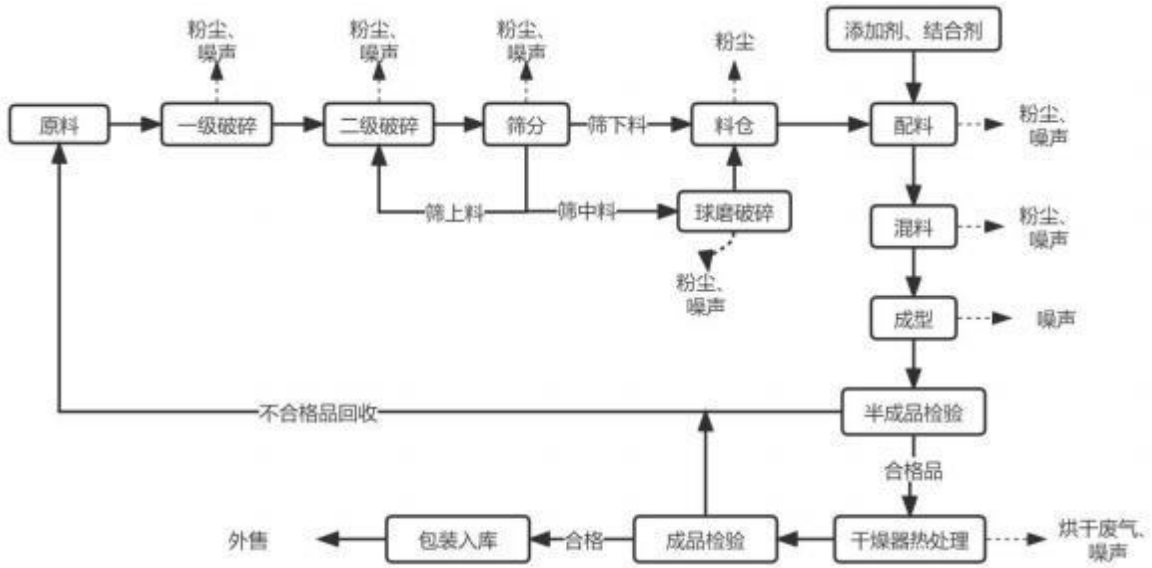 粉尘、
噪声
粉尘、
噪声
粉尘、
噪声
粉尘
添加剂、结合剂
原料
一级破碎
二级破碎
筛分
筛下料
料仓
配料
粉尘、
噪声
筛上料
筛中料
球磨破碎
混料
粉尘、
噪声
粉尘、
噪声
成型
噪声
不合格品回收
半成品检验
合格品
外售
包装入库
合格
成品检验
干燥器热处理
烘干废气、
噪声